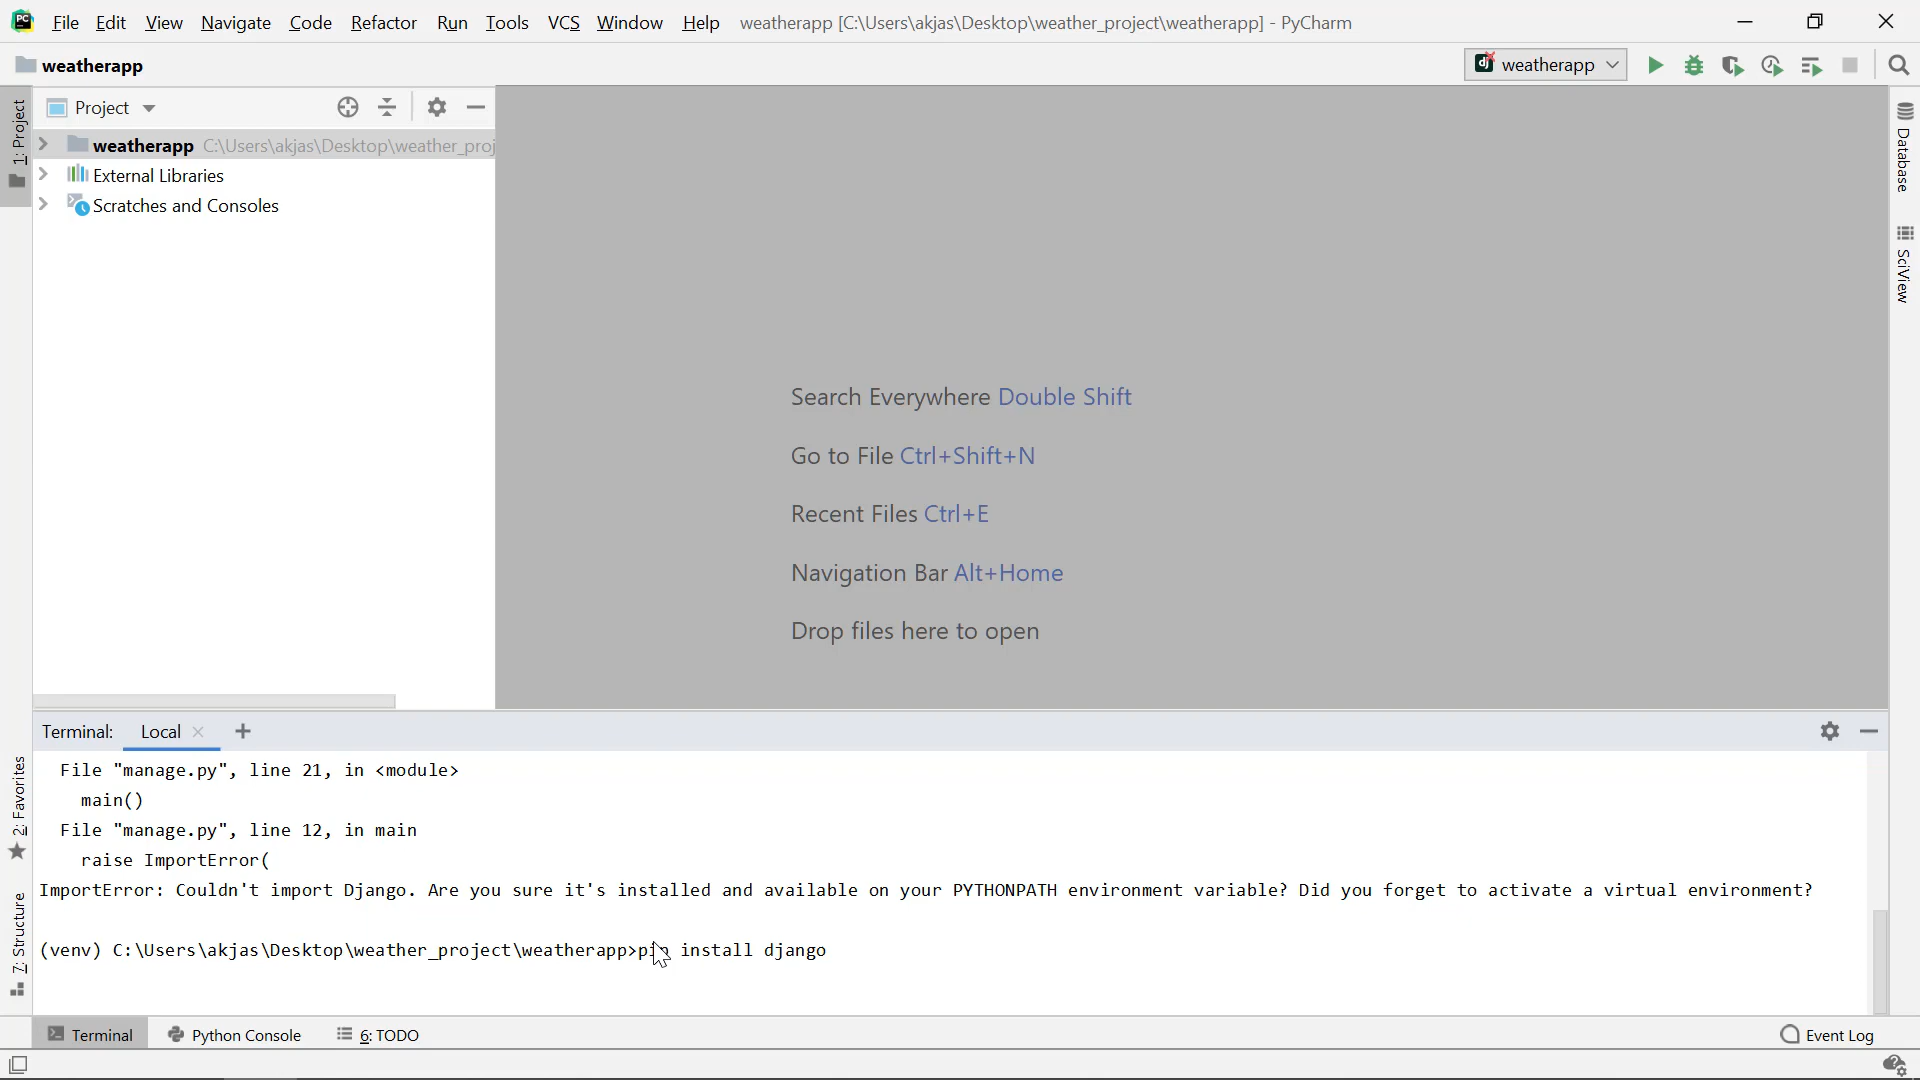 File Edit View Navigate Code Refactor Run Tools VCS Window Help weatherapp [C:\Users\akjas\Desktop\weather_project\weatherapp] - PyCharm
weatherapp
weatherapp
Project
1: Project
weatherapp C:\Users\akjas\Desktop\weather_proj
External Libraries
Scratches and Consoles
Database
SciView
Search Everywhere Double Shift
Go to File Ctrl+Shift+N
Recent Files Ctrl+E
Navigation Bar Alt+Home
Drop files here to open
Terminal: Local
File "manage.py", line 21, in <module>
main()
File "manage.py", line 12, in main
raise ImportError(
ImportError: Couldn't import Django. Are you sure it's installed and available on your PYTHONPATH environment variable? Did you forget to activate a virtual environment?
(venv) C:\Users\akjas\Desktop\weather_project\weatherapp>pip install django
2: Favorites
7: Structure
Terminal Python Console 6: TODO Event Log